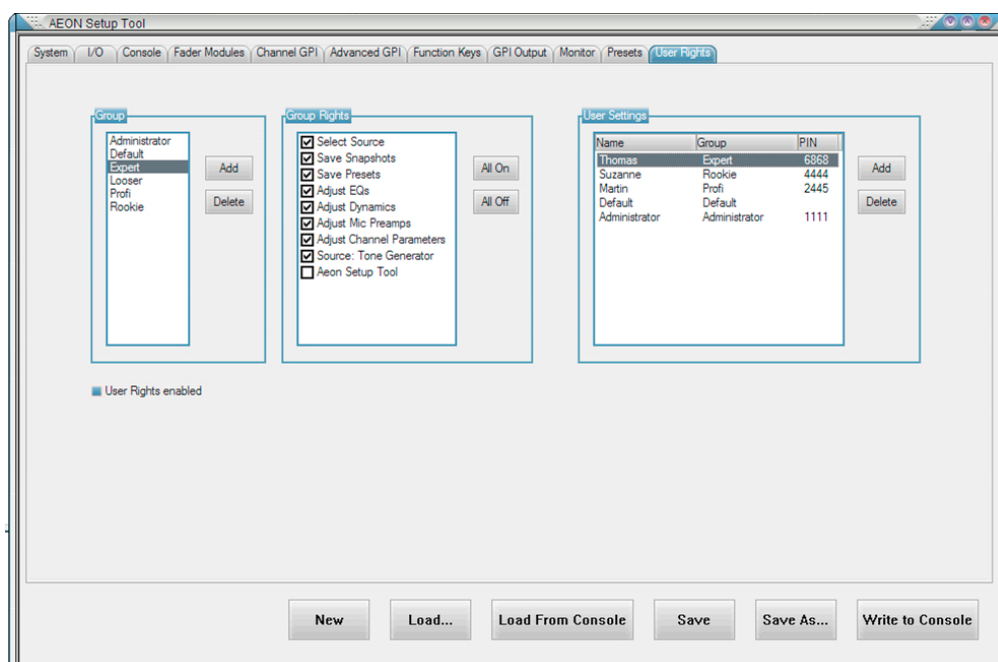 AEON Setup Tool
System I/O Console Fader Modules Channel GPI Advanced GPI Function Keys GPI Output Monitor Presets User Rights
Group
Administrator
Default
Expert
Looser
Profi
Rookie
Add
Delete
Group Rights
Select Source
Save Snapshots
Save Presets
Adjust EQs
Adjust Dynamics
Adjust Mic Preamps
Adjust Channel Parameters
Source: Tone Generator
Aeon Setup Tool
All On
All Off
User Settings
Name Group PIN
Thomas Expert 6868
Suzanne Rookie 4444
Martin Profi 2445
Default Default
Administrator Administrator 1111
Add
Delete
User Rights enabled
New Load... Load From Console Save Save As... Write to Console